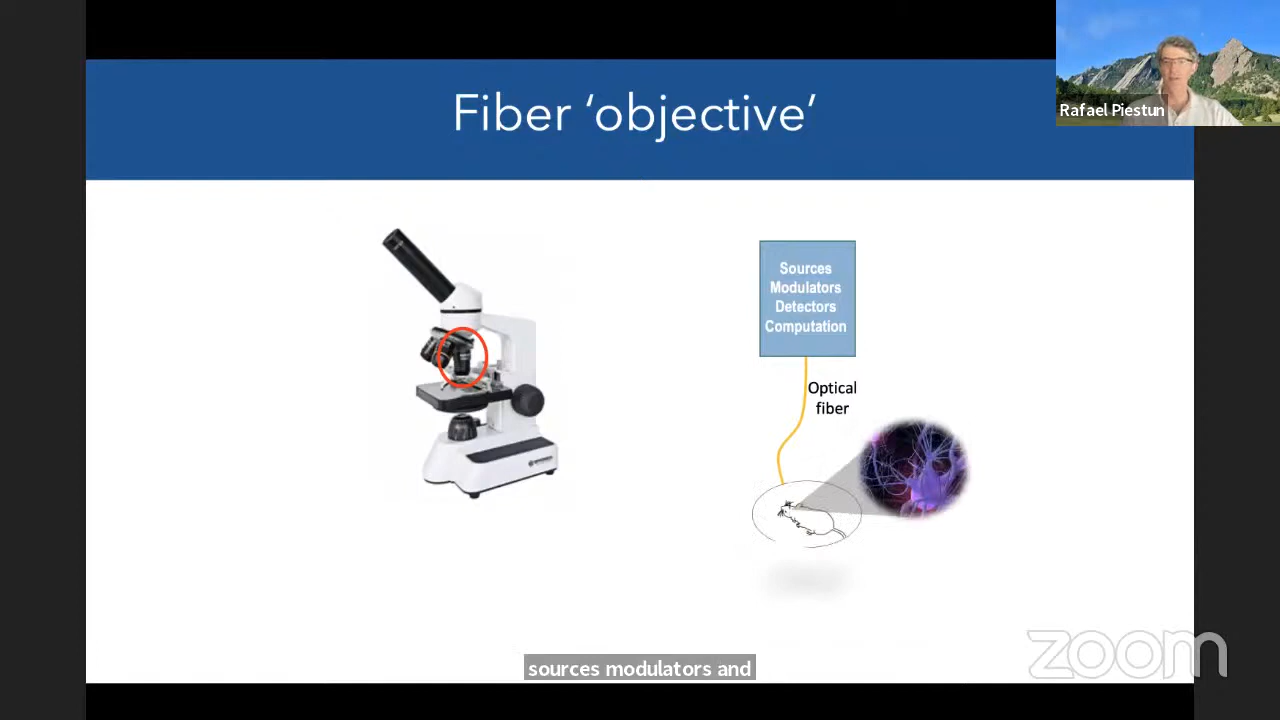 Fiber ‘objective’
Rafael Piestun
Sources
Modulators
Detectors
Computation
Optical
fiber
sources modulators and
zoom